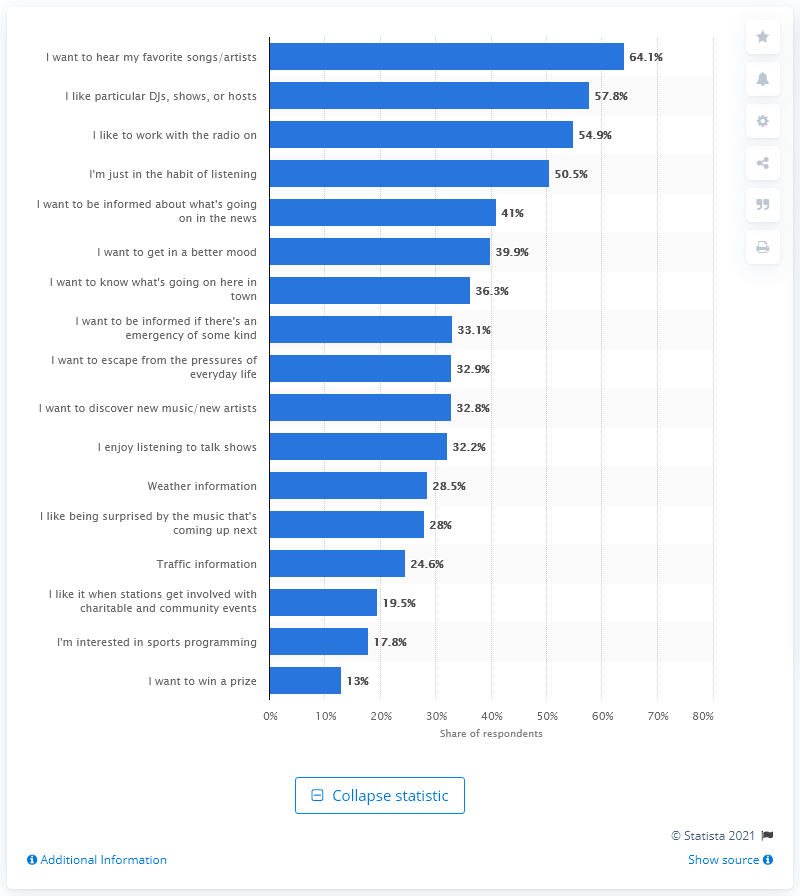 I want to hear my favorite songs/artists
64.1%
I like particular DJs, shows, or hosts
57.8%
I like to work with the radio on
54.9%
I'm just in the habit of listening
50.5%
I want to be informed about what's going
on in the news
41%
I want to get in a better mood
39.9%
I want to know what's going on here in
town
36.3%
I want to be informed if there's an
emergency of some kind
33.1%
I want to escape from the pressures of
everyday life
32.9%
I want to discover new music/new artists
32.8%
I enjoy listening to talk shows
32.2%
Weather information
28.5%
I like being surprised by the music that's
coming up next
28%
Traffic information
24.6%
I like it when stations get involved with
charitable and community events
19.5%
I'm interested in sports programming
17.8%
I want to win a prize
13%
0% 10% 20% 30% 40% 50% 60% 70% 80%
Share of respondents
Collapse statistic
© Statista 2021
Additional Information
Show source